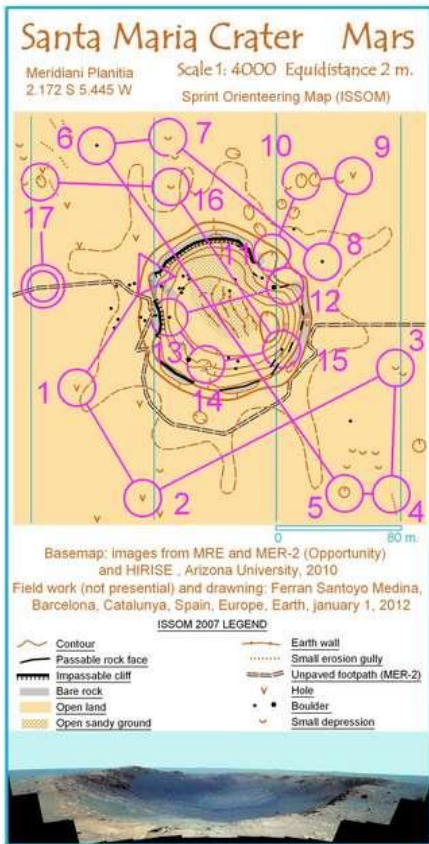 Santa Maria Crater Mars
Meridiani Planitia
2.172 S 5.445 W
Scale 1: 4000 Equidistance 2 m.
Sprint Orienteering Map (ISSOM)
6
7
10
9
16
17
11
8
12
3
13
15
1
14
2
5
4
0 80 m.
Basemap: images from MRE and MER-2 (Opportunity)
and HIRISE , Arizona University, 2010
Field work (not presential) and drawing: Ferran Santoyo Medina,
Barcelona, Catalunya, Spain, Europe, Earth, january 1, 2012
ISSOM 2007 LEGEND
Contour
Passable rock face
Impassable cliff
Bare rock
Open land
Open sandy ground
Earth wall
Small erosion gully
Unpaved footpath (MER-2)
Hole
Boulder
Small depression